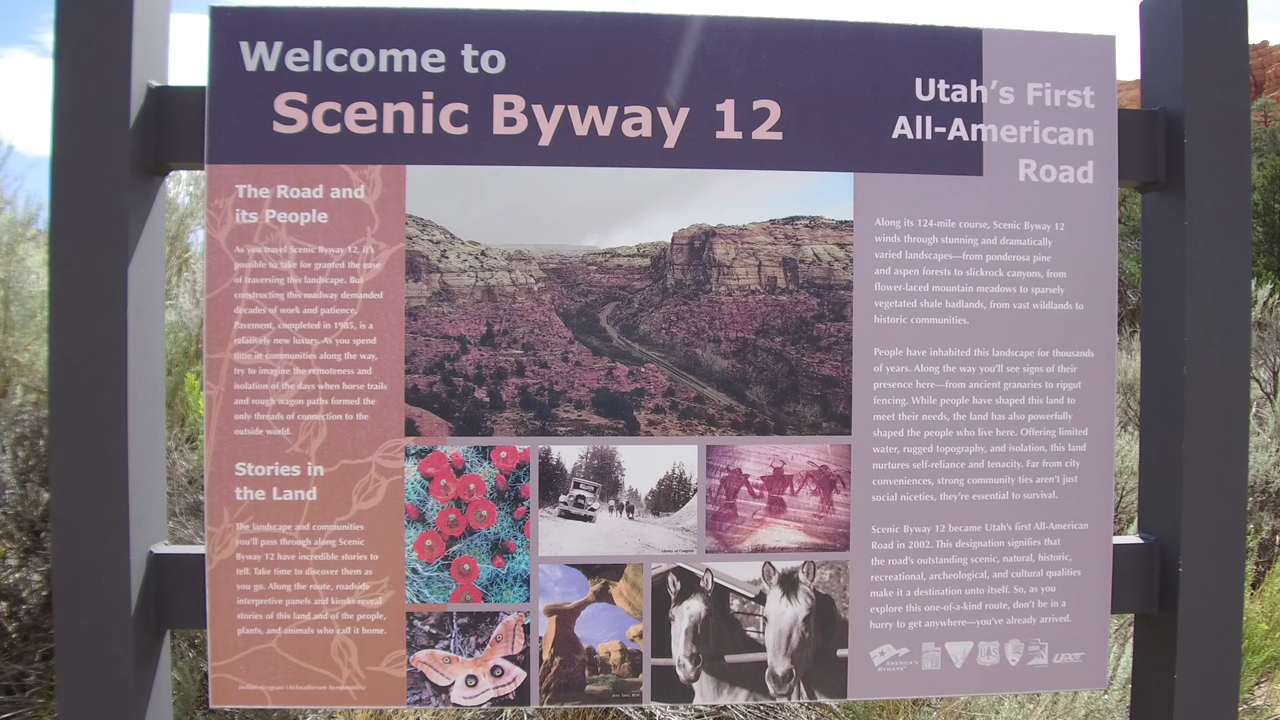 Welcome to
Scenic Byway 12
Utah's First
All-American
Road
The Road and
its People
As you travel Scenic Byway 12, it's
possible to take for granted the ease
of traversing this landscape. But
constructing this roadway demanded
decades of work and patience.
Pavement, completed in 1985, is a
relatively new luxury. As you spend
time in communities along the way,
try to imagine the remoteness and
isolation of the days when horse trails
and rough wagon paths formed the
only threads of connection to the
outside world.
Stories in
the Land
The landscape and communities
you'll pass through along Scenic
Byway 12 have incredible stories to
tell. Take time to discover them as
you go. Along the route, roadside
interpretive panels and kiosks reveal
stories of this land and of the people,
plants, and animals who call it home.
Indian ricegrass (Achnatherum hymenoides)
Library of Congress
Along its 124-mile course, Scenic Byway 12
winds through stunning and dramatically
varied landscapes—from ponderosa pine
and aspen forests to slickrock canyons, from
flower-laced mountain meadows to sparsely
vegetated shale badlands, from vast wildlands to
historic communities.
People have inhabited this landscape for thousands
of years. Along the way you'll see signs of their
presence here—from ancient granaries to ripgut
fencing. While people have shaped this land to
meet their needs, the land has also powerfully
shaped the people who live here. Offering limited
water, rugged topography, and isolation, this land
nurtures self-reliance and tenacity. Far from city
conveniences, strong community ties aren't just
social niceties, they're essential to survival.
Scenic Byway 12 became Utah's first All-American
Road in 2002. This designation signifies that
the road's outstanding scenic, natural, historic,
recreational, archeological, and cultural qualities
make it a destination unto itself. So, as you
explore this one-of-a-kind route, don't be in a
hurry to get anywhere—you've already arrived.
AMERICA'S
BYWAYS
UDOT